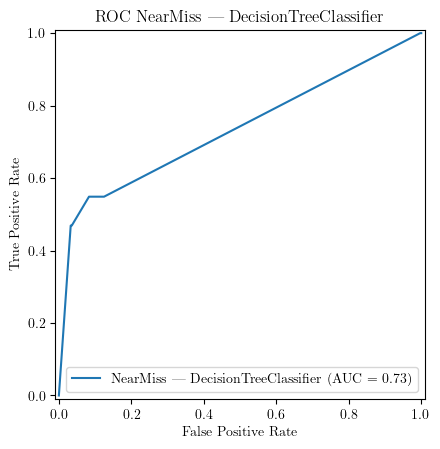 ROC NearMiss — DecisionTreeClassifier
True Positive Rate
1.0
0.8
0.6
0.4
0.2
0.0
NearMiss — DecisionTreeClassifier (AUC = 0.73)
0.0 0.2 0.4 0.6 0.8 1.0
False Positive Rate